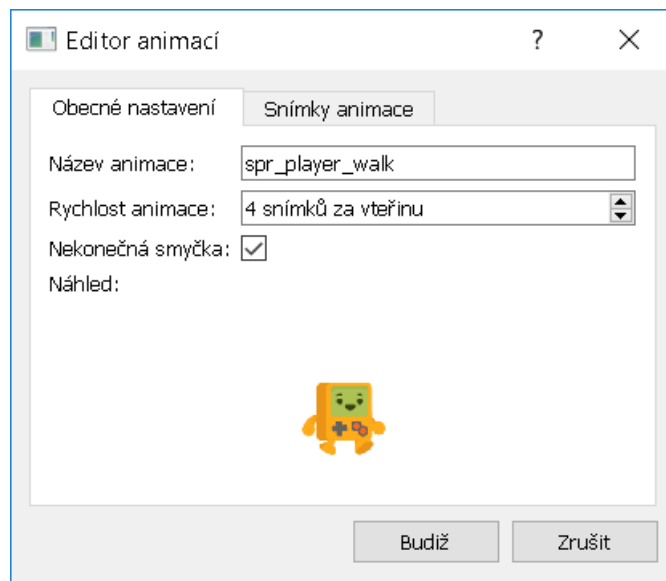 Editor animací
Obecné nastavení
Snímky animace
Název animace: spr_player_walk
Rychlost animace: 4 snímků za vteřinu
Nekonečná smyčka:
Náhled:
Budiž
Zrušit